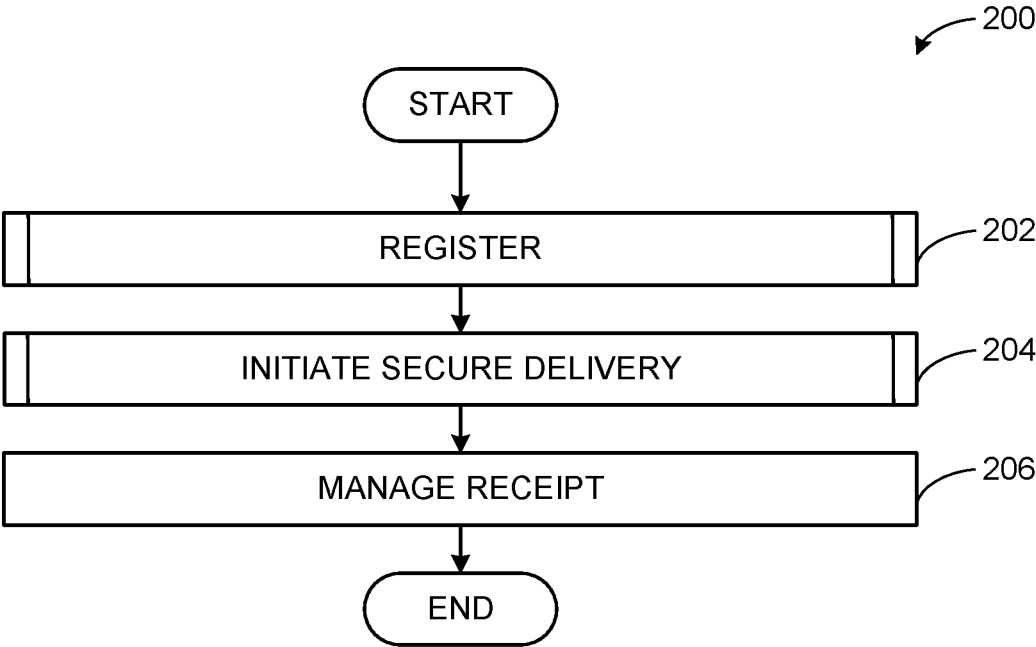 200
START
REGISTER
202
INITIATE SECURE DELIVERY
204
MANAGE RECEIPT
206
END